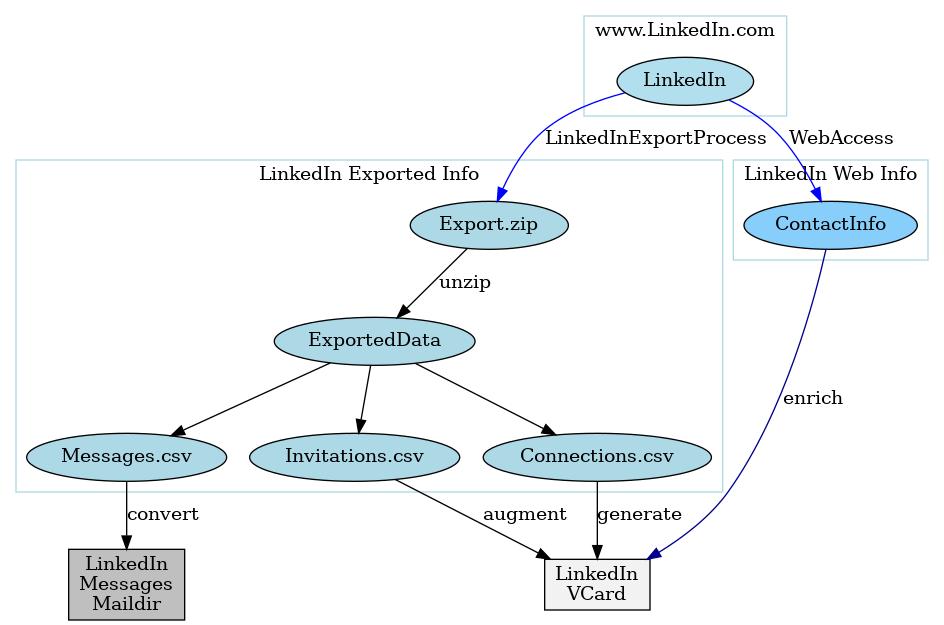 www.LinkedIn.com
LinkedIn
LinkedInExportProcess
WebAccess
LinkedIn Exported Info
LinkedIn Web Info
Export.zip
ContactInfo
unzip
ExportedData
enrich
Messages.csv
Invitations.csv
Connections.csv
convert
augment
generate
LinkedIn
Messages
Maildir
LinkedIn
VCard